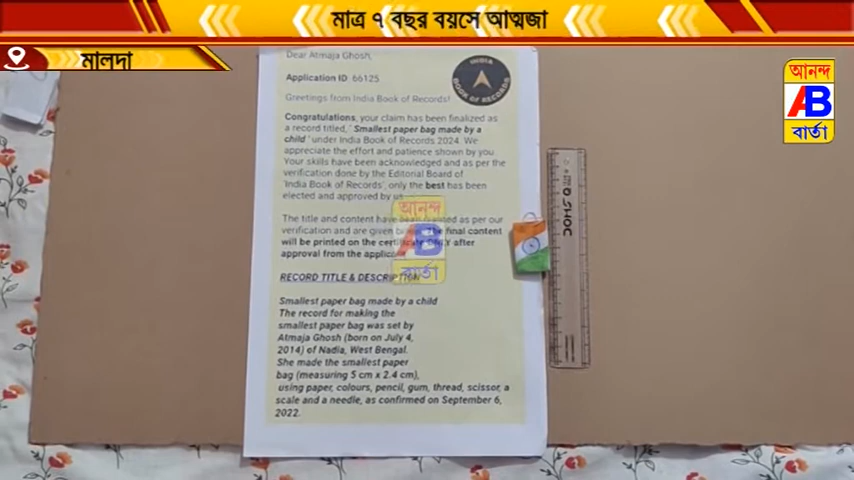 মাত্র ৭ বছর বয়সে আত্মজা
মালদা
আনন্দ
AB
বার্তা
Dear Atmaja Ghosh,
Application ID 66125
INDIA
BOOK OF RECORDS
Greetings from India Book of Records!
Congratulations, your claim has been finalized as
a record titled, 'Smallest paper bag made by a
child' under India Book of Records 2024. We
appreciate the effort and patience shown by you.
Your skills have been acknowledged and as per the
verification done by the Editorial Board of
'India Book of Records', only the best has been
elected and approved by us.
The title and content have been created as per our
verification and are given below. The final content
will be printed on the certificate ONLY after
approval from the applicant
আনন্দ
AB
বার্তা
RECORD TITLE & DESCRIPTION
Smallest paper bag made by a child
The record for making the
smallest paper bag was set by
Atmaja Ghosh (born on July 4,
2014) of Nadia, West Bengal.
She made the smallest paper
bag (measuring 5 cm x 2.4 cm),
using paper, colours, pencil, gum, thread, scissor, a
scale and a needle, as confirmed on September 6,
2022.